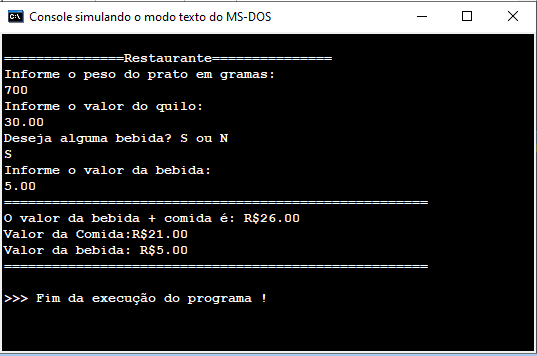 Console simulando o modo texto do MS-DOS
===============Restaurante===============
Informe o peso do prato em gramas:
700
Informe o valor do quilo:
30.00
Deseja alguma bebida? S ou N
S
Informe o valor da bebida:
5.00
=====================================================
O valor da bebida + comida é: R$26.00
Valor da Comida:R$21.00
Valor da bebida: R$5.00
=====================================================
>>> Fim da execução do programa !